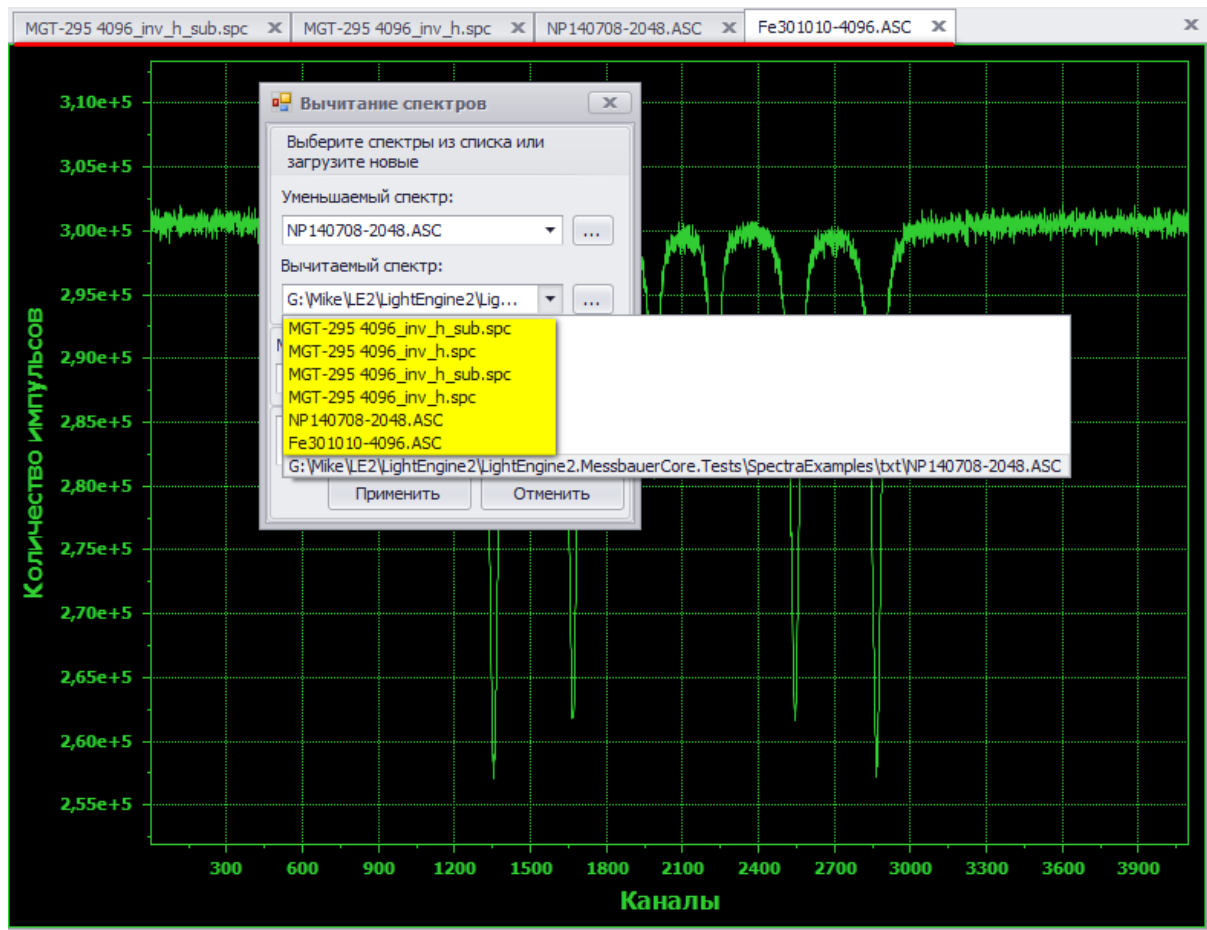 MGT-295 4096_inv_h_sub.spc
MGT-295 4096_inv_h.spc
NP140708-2048.ASC
Fe301010-4096.ASC
Вычитание спектров
Выберите спектры из списка или
загрузите новые
Уменьшаемый спектр:
NP140708-2048.ASC
...
Вычитаемый спектр:
G:\Mike\LE2\LightEngine2\Lig...
...
MGT-295 4096_inv_h_sub.spc
MGT-295 4096_inv_h.spc
MGT-295 4096_inv_h_sub.spc
MGT-295 4096_inv_h.spc
NP140708-2048.ASC
Fe301010-4096.ASC
G:\Mike\LE2\LightEngine2\LightEngine2.MessbauerCore.Tests\SpectraExamples\txt\NP140708-2048.ASC
Применить
Отменить
Количество импульсов
3,10e+5
3,05e+5
3,00e+5
2,95e+5
2,90e+5
2,85e+5
2,80e+5
2,75e+5
2,70e+5
2,65e+5
2,60e+5
2,55e+5
300 600 900 1200 1500 1800 2100 2400 2700 3000 3300 3600 3900
Каналы